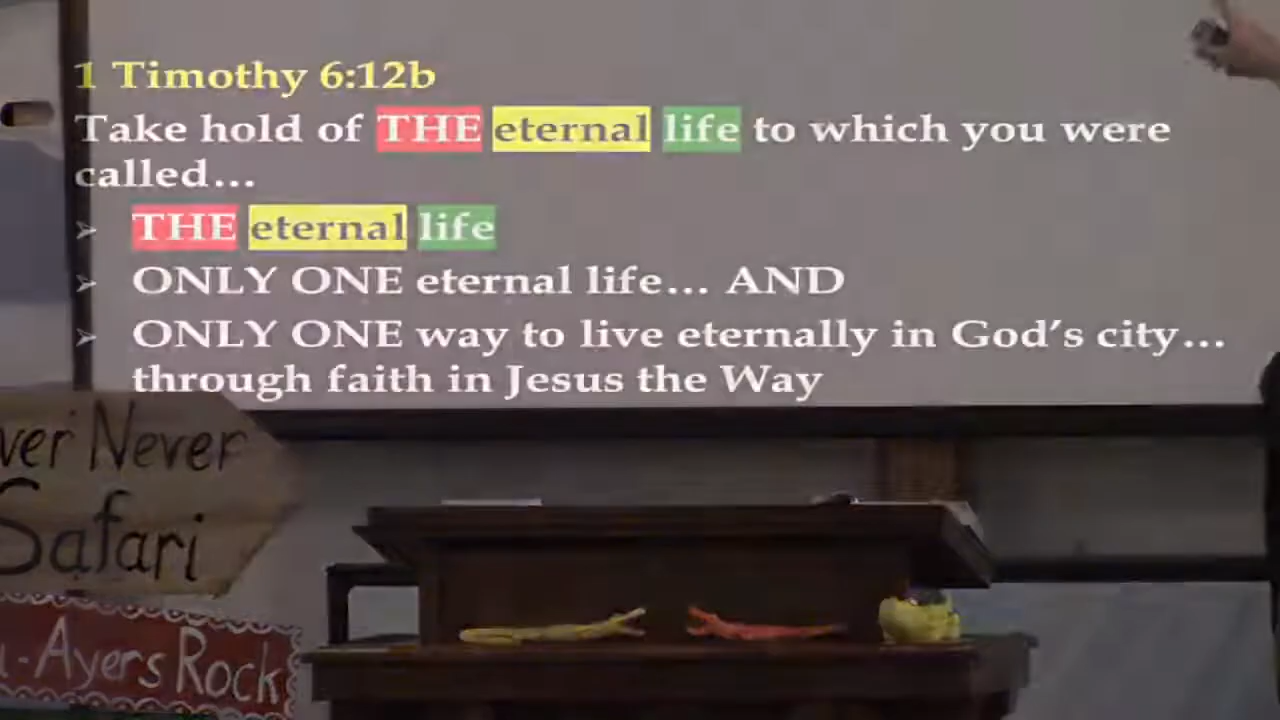 1 Timothy 6:12b
Take hold of THE eternal life to which you were
called…
➢ THE eternal life
➢ ONLY ONE eternal life… AND
➢ ONLY ONE way to live eternally in God's city…
through faith in Jesus the Way
Never
Safari
Ayers Rock